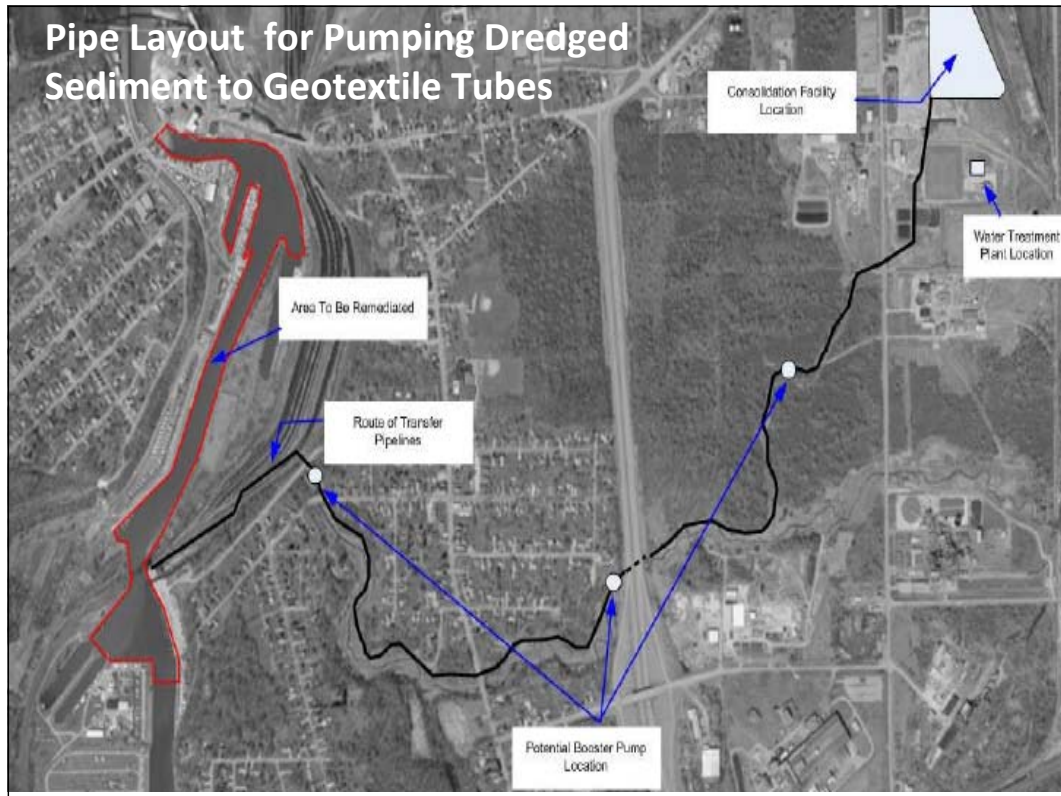 Pipe Layout for Pumping Dredged
Sediment to Geotextile Tubes
Consolidation Facility
Location
Water Treatment
Plant Location
Area To Be Remediated
Route of Transfer
Pipelines
Potential Booster Pump
Location